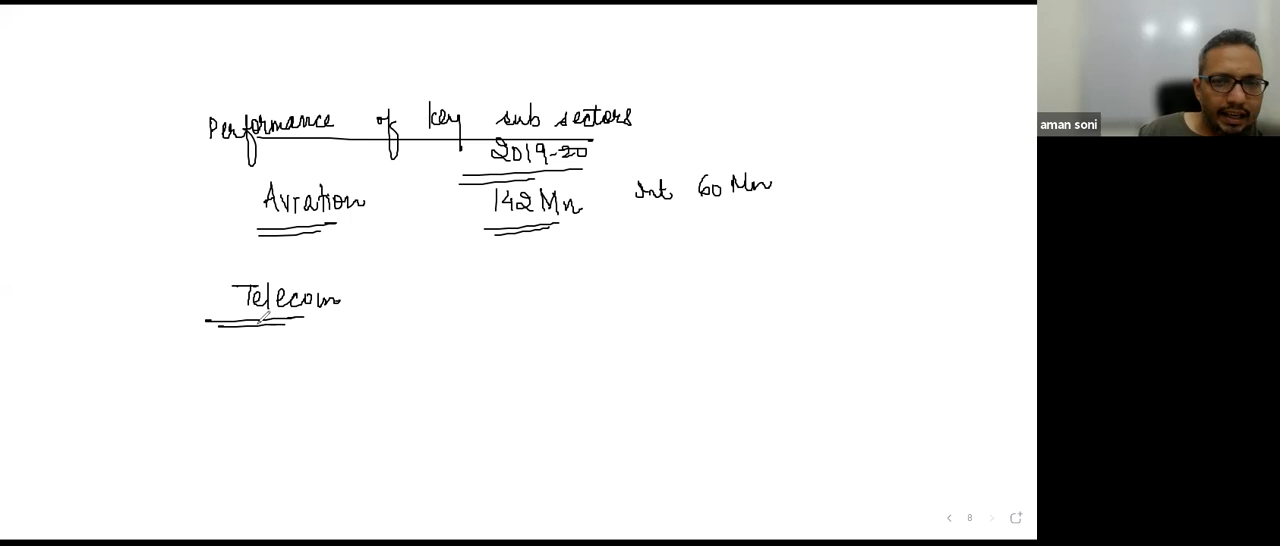 Performance of key sub sectors
2019-20
Aviation 142 Mn Int 60 Mn
Telecom
aman soni
8